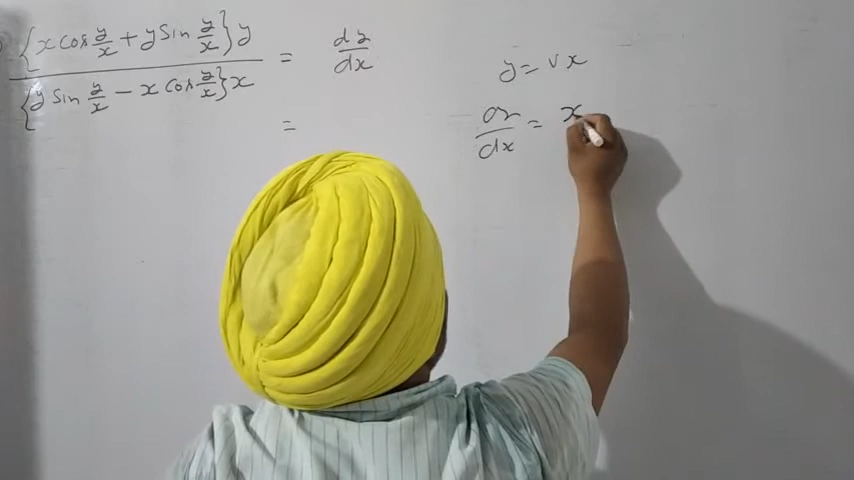 {x cos y/x + y sin y/x} y / {y sin y/x - x cos y/x} x = dy/dx
=
y = vx
dy/dx = x